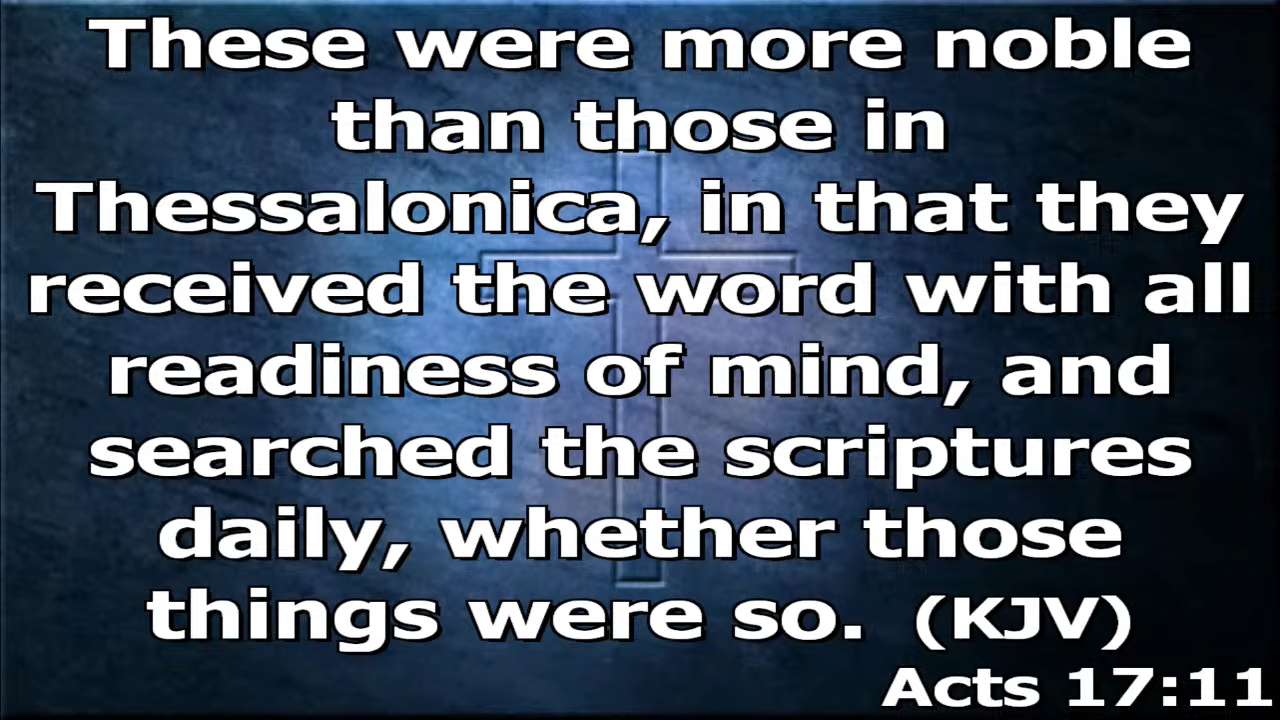 These were more noble
than those in
Thessalonica, in that they
received the word with all
readiness of mind, and
searched the scriptures
daily, whether those
things were so. (KJV)
Acts 17:11